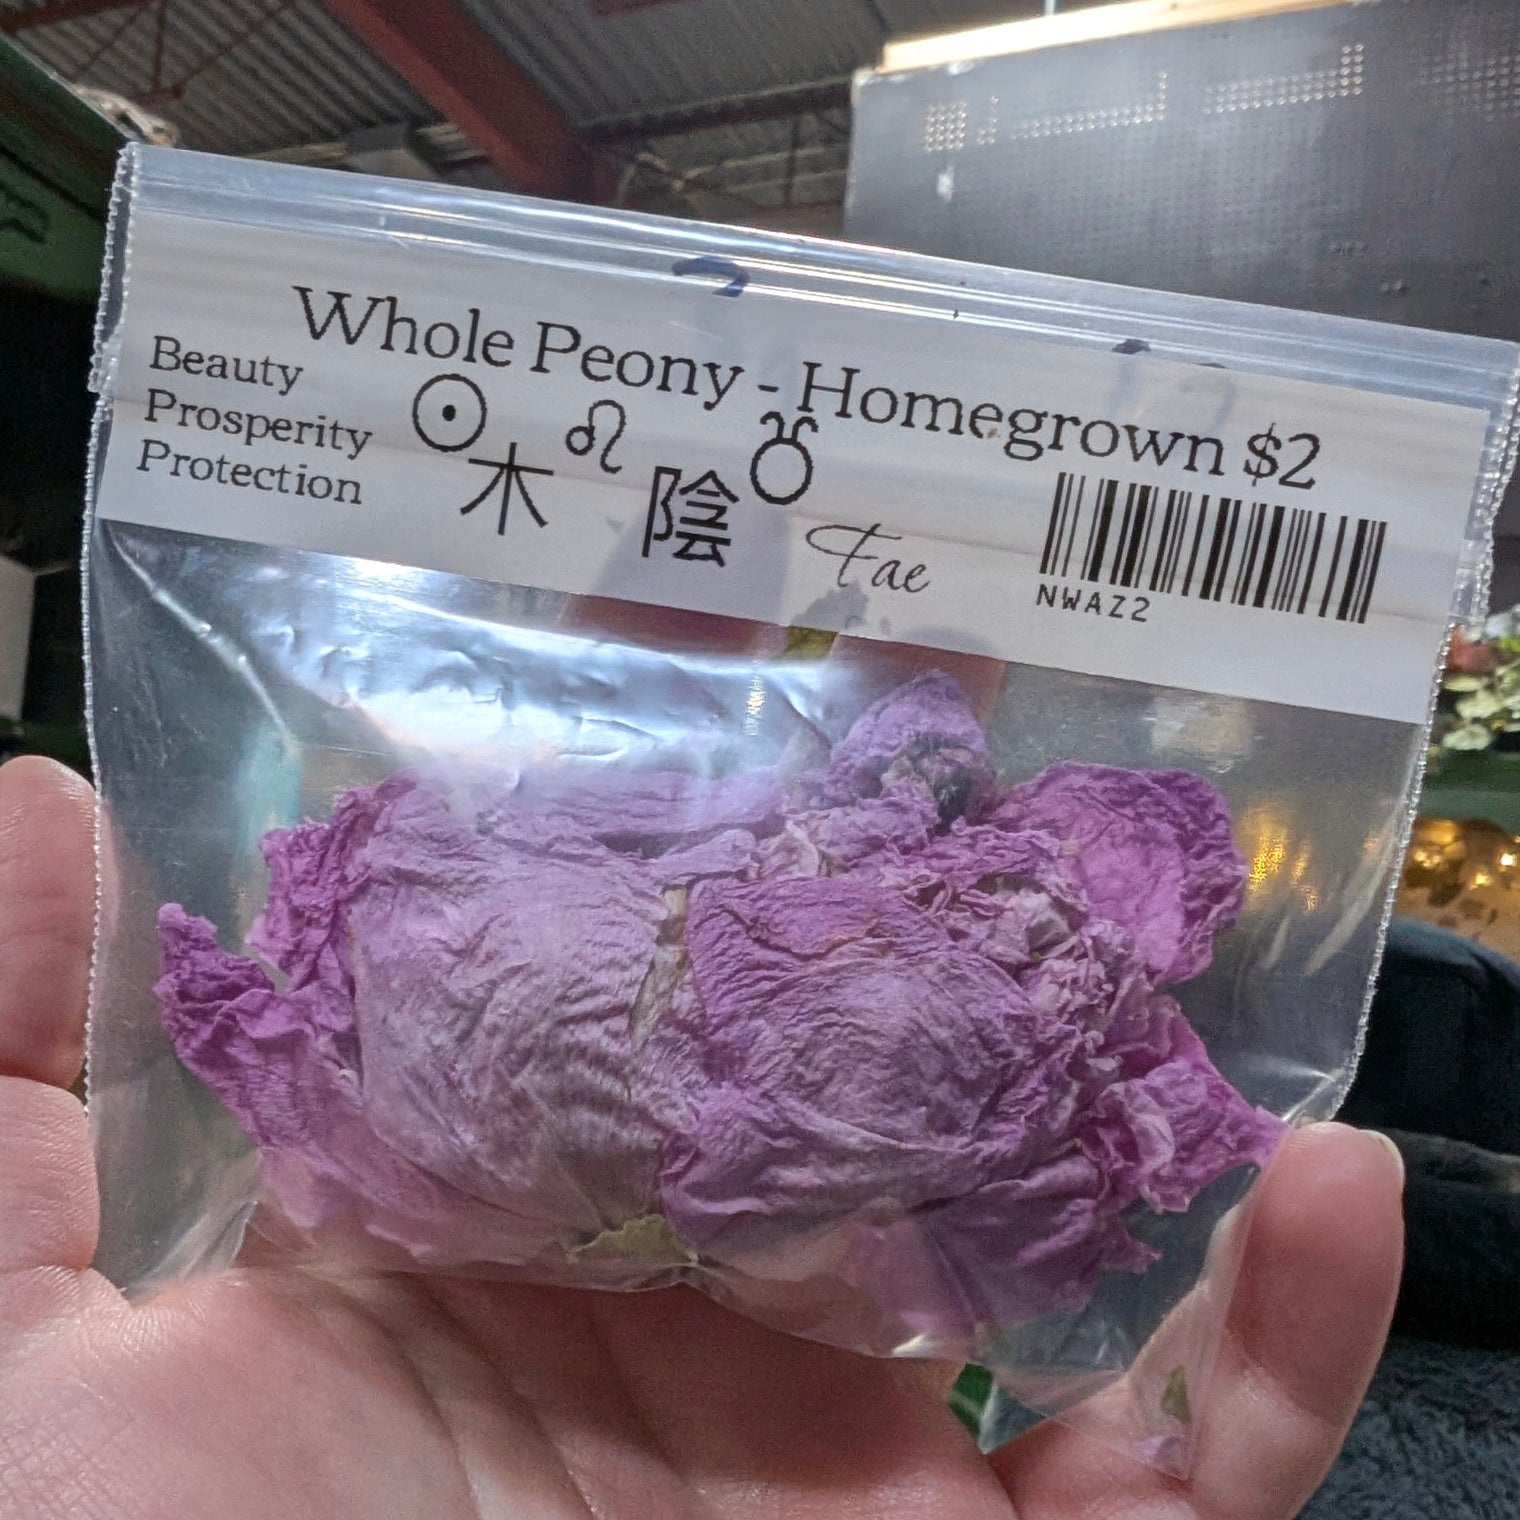 Whole Peony - Homegrown $2
Beauty
Prosperity
Protection
☉ ♌ ♉
木 陰
Fae
NWAZ2